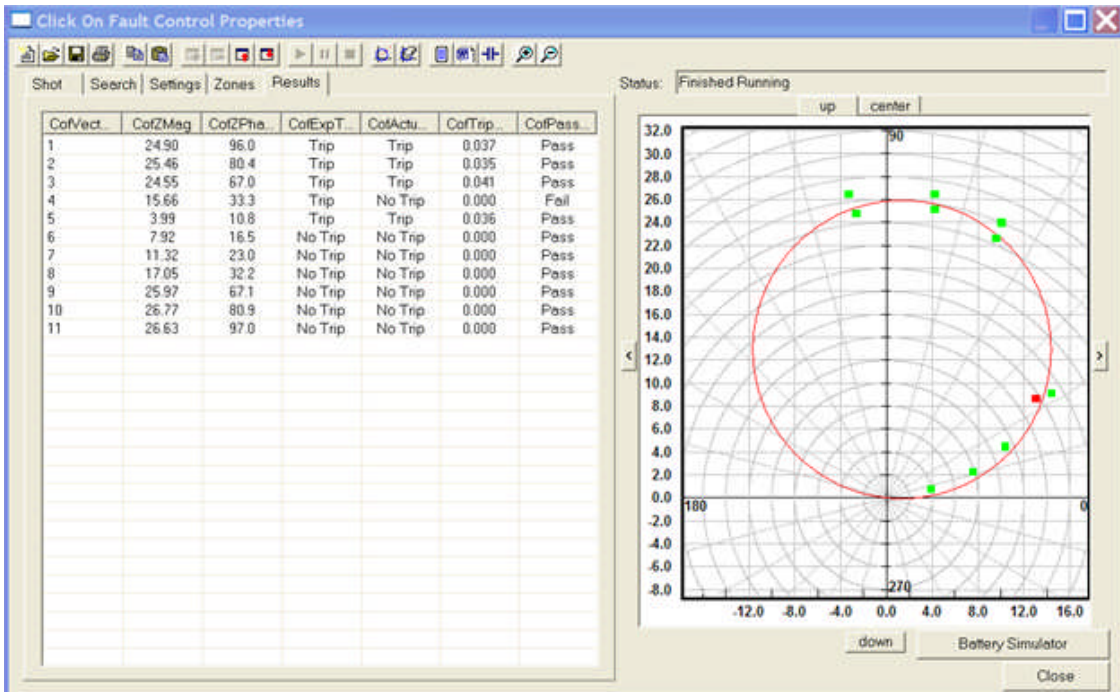 Click On Fault Control Properties
Shot Search Settings Zones Results
Status: Finished Running
up center
CofVect... CofZMag CofZPha... CofExpT... CofActu... CofTrip... CofPass...
1 24.90 96.0 Trip Trip 0.037 Pass
2 25.46 80.4 Trip Trip 0.035 Pass
3 24.55 67.0 Trip Trip 0.041 Pass
4 15.66 33.3 Trip No Trip 0.000 Fail
5 3.99 10.8 Trip Trip 0.036 Pass
6 7.92 16.5 No Trip No Trip 0.000 Pass
7 11.32 23.0 No Trip No Trip 0.000 Pass
8 17.05 32.2 No Trip No Trip 0.000 Pass
9 25.97 67.1 No Trip No Trip 0.000 Pass
10 26.77 80.9 No Trip No Trip 0.000 Pass
11 26.63 97.0 No Trip No Trip 0.000 Pass
32.0
90
30.0
28.0
26.0
24.0
22.0
20.0
18.0
16.0
14.0
12.0
< >
10.0
8.0
6.0
4.0
2.0
0.0
180 0
-2.0
-4.0
-6.0
-8.0
270
-12.0 -8.0 -4.0 0.0 4.0 8.0 12.0 16.0
down Battery Simulator
Close